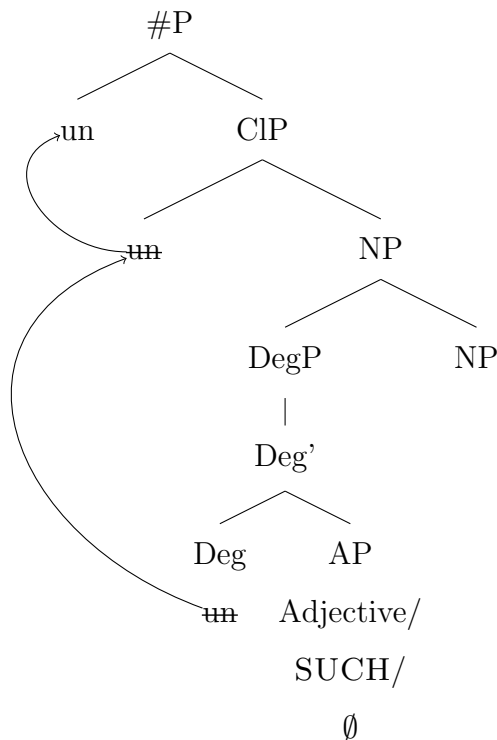 #P
un ClP
un NP
DegP NP
Deg’
Deg AP
un Adjective/
SUCH/
∅